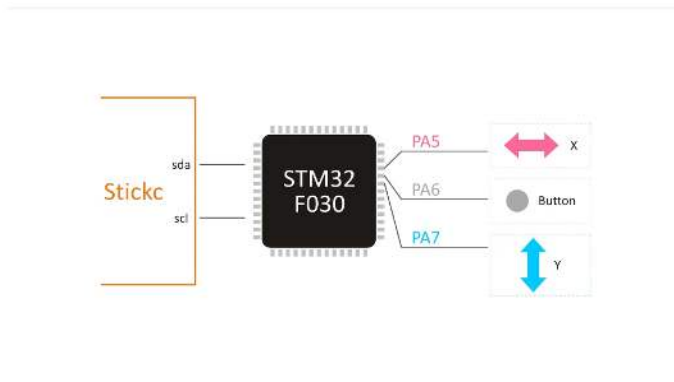 Stickc
sda
scl
STM32
F030
PA5
PA6
PA7
X
Button
Y